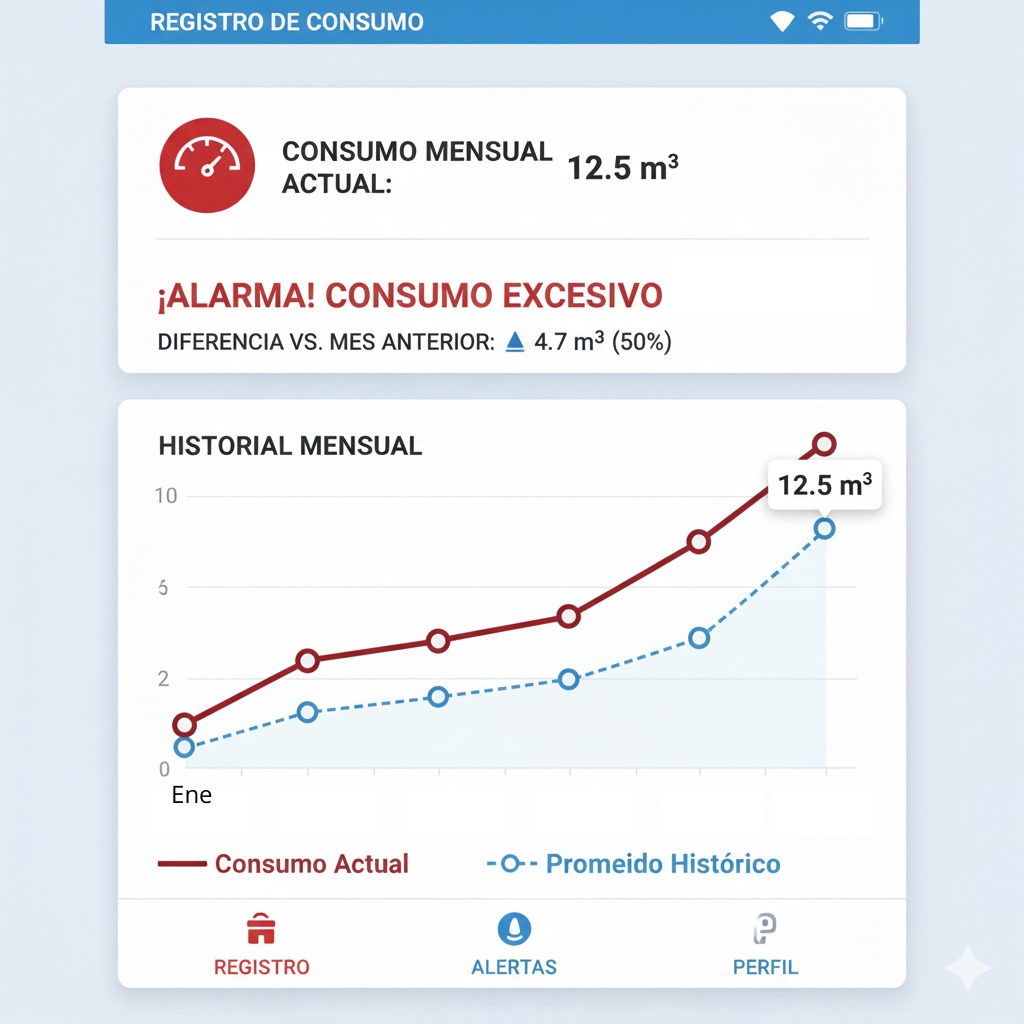 REGISTRO DE CONSUMO
CONSUMO MENSUAL
ACTUAL:
12.5 m³
¡ALARMA! CONSUMO EXCESIVO
DIFERENCIA VS. MES ANTERIOR: 4.7 m³ (50%)
HISTORIAL MENSUAL
12.5 m³
10
2
0
Ene
Consumo Actual
Promeido Histórico
REGISTRO
ALERTAS
PERFIL